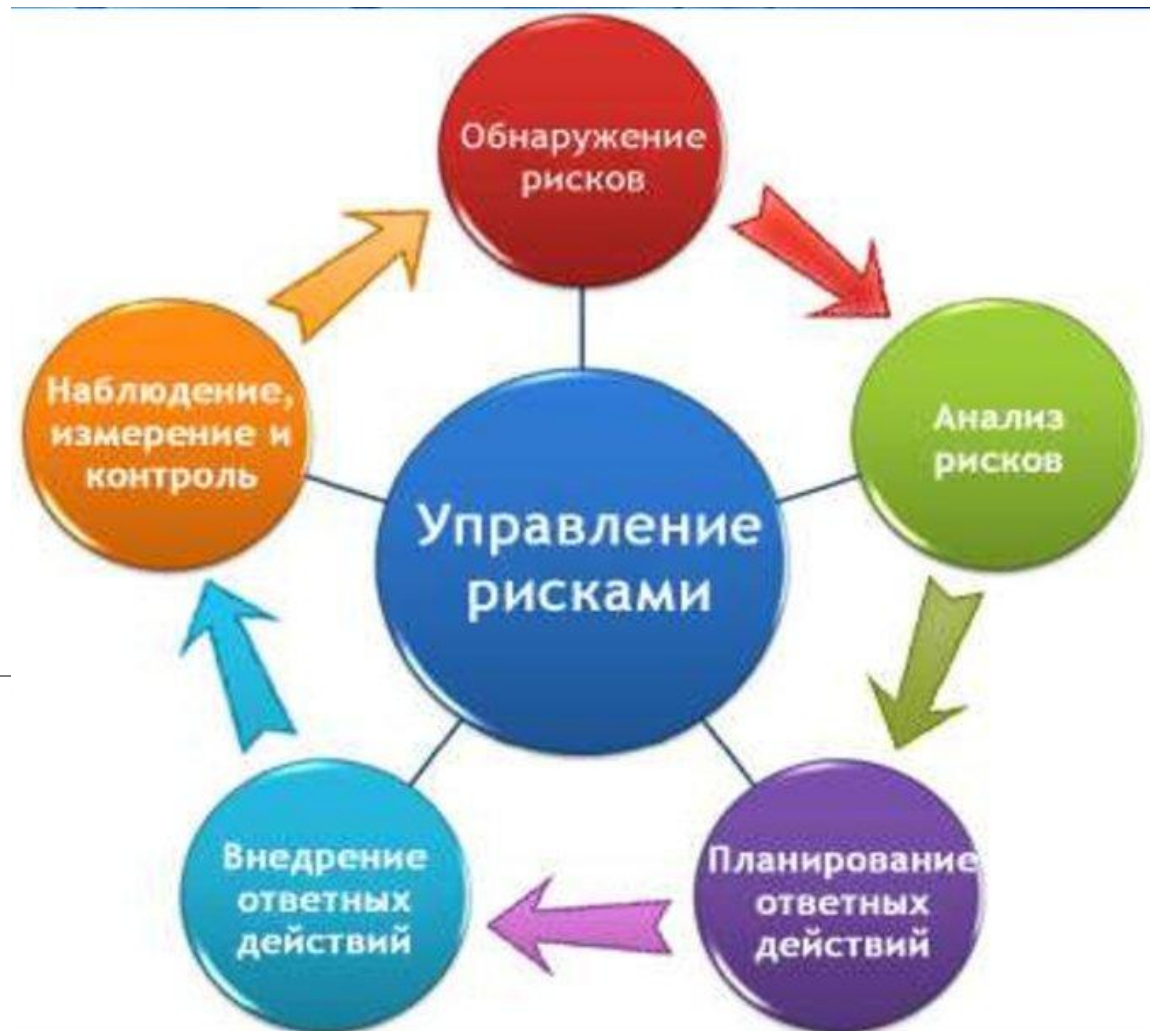 Обнаружение
рисков
Анализ
рисков
Планирование
ответных
действий
Внедрение
ответных
действий
Наблюдение,
измерение и
контроль
Управление
рисками